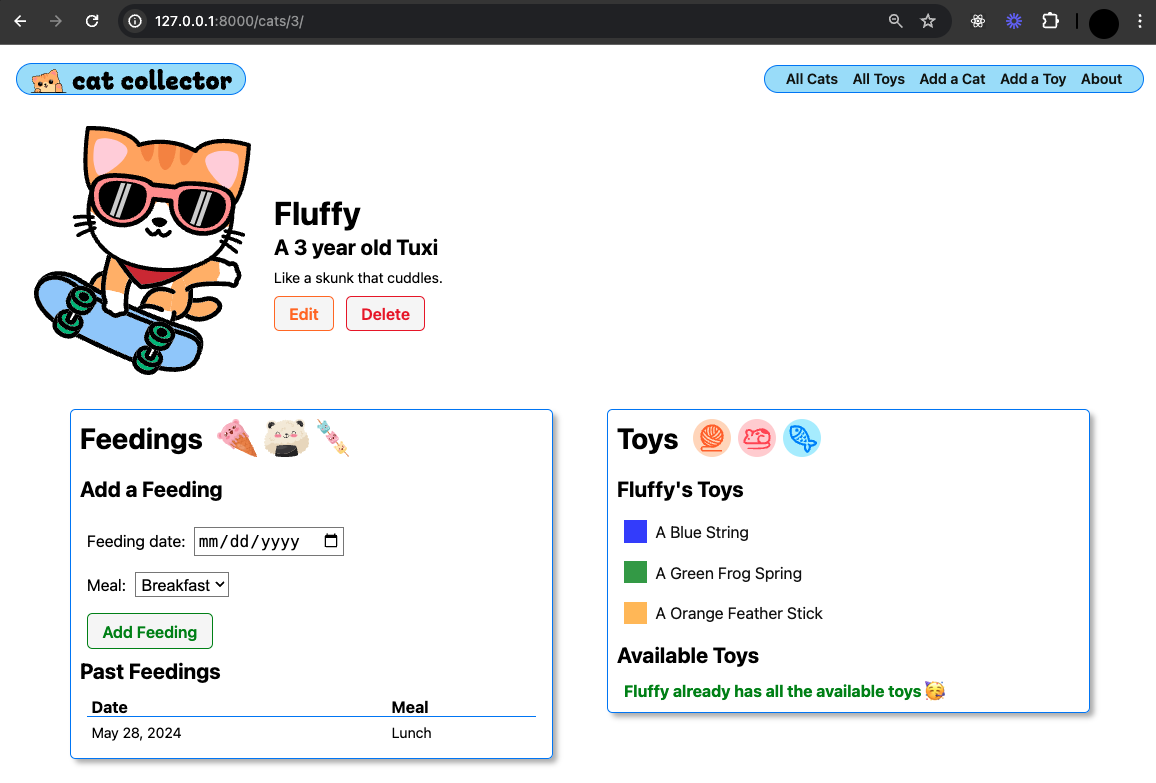 127.0.0.1:8000/cats/3/
cat collector
All Cats All Toys Add a Cat Add a Toy About
Fluffy
A 3 year old Tuxi
Like a skunk that cuddles.
Edit Delete
Feedings
Add a Feeding
Feeding date: mm/dd/yyyy
Meal: Breakfast
Add Feeding
Past Feedings
Date Meal
May 28, 2024 Lunch
Toys
Fluffy's Toys
A Blue String
A Green Frog Spring
A Orange Feather Stick
Available Toys
Fluffy already has all the available toys 🥳